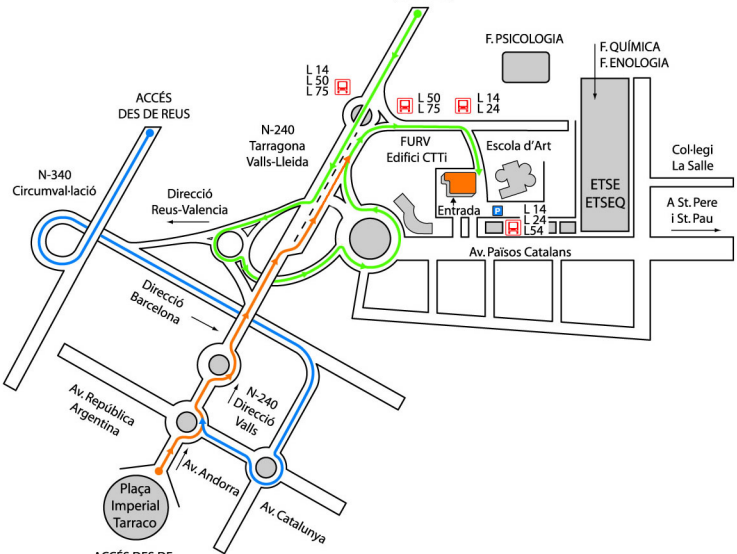 F. PSICOLOGIA
F. QUÍMICA
F. ENOLOGIA
L 14
L 50
L 75
L 50
L 75
L 14
L 24
ACCÉS
DES DE REUS
N-240
Tarragona
Valls-Lleida
FURV
Edifici CTTi
Escola d'Art
Col·legi
La Salle
N-340
Circumval·lació
Direcció
Reus-Valencia
ETSE
ETSEQ
Entrada
P
L 14
L 24
L54
A St. Pere
i St. Pau
Av. Països Catalans
Direcció
Barcelona
Av. República
Argentina
N-240
Direcció
Valls
Av. Andorra
Av. Catalunya
Plaça
Imperial
Tarraco
ACCÉS DES DE